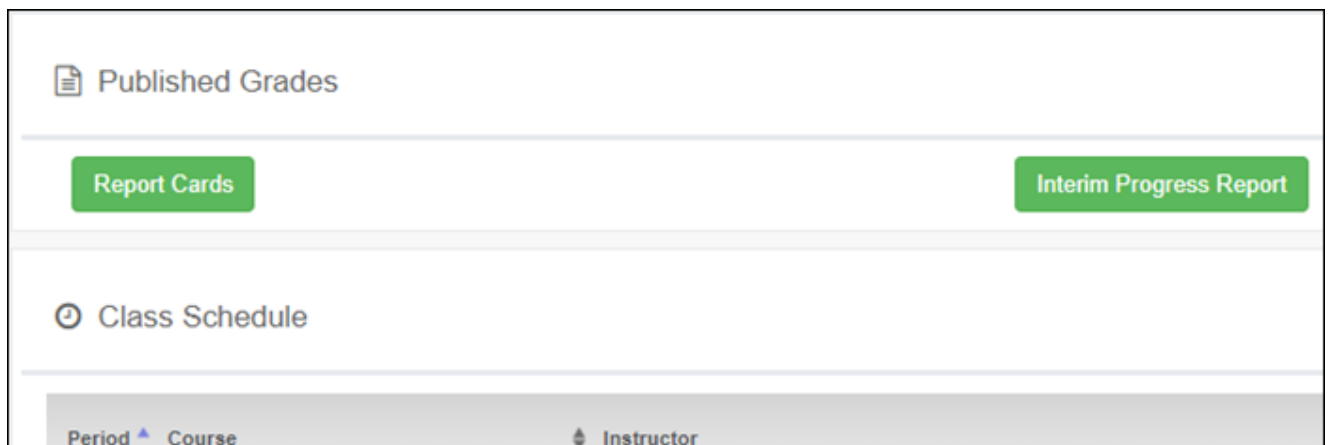 Published Grades
Report Cards Interim Progress Report
Class Schedule
Period Course Instructor